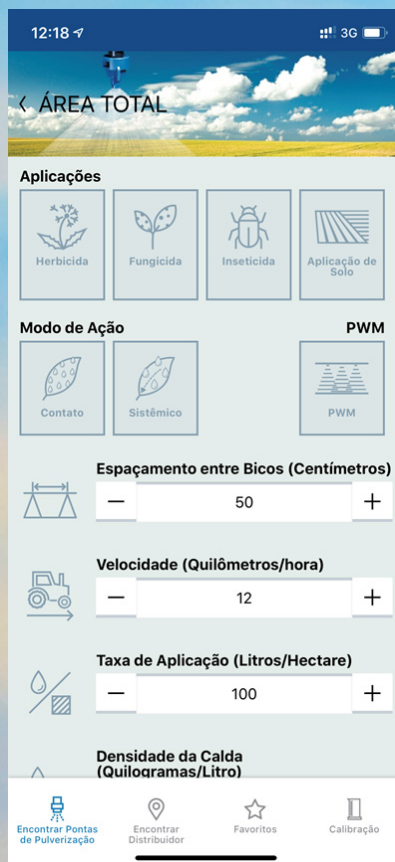 12:18 3G
ÁREA TOTAL
Aplicações
Herbicida Fungicida Inseticida Aplicação de
Solo
Modo de Ação PWM
Contato Sistêmico PWM
Espaçamento entre Bicos (Centímetros)
− 50 +
Velocidade (Quilômetros/hora)
− 12 +
Taxa de Aplicação (Litros/Hectare)
− 100 +
Densidade da Calda
(Quilogramas/Litro)
Encontrar Pontas
de Pulverização
Encontrar
Distribuidor
Favoritos
Calibração